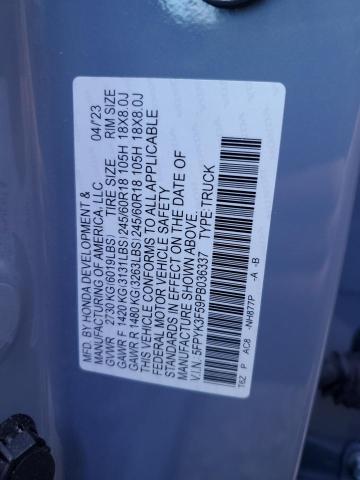 MFD. BY HONDA DEVELOPMENT &
MANUFACTURING OF AMERICA, LLC 04/23
GVWR 2730 KG(6019LBS) TIRE SIZE RIM SIZE
GAWR F 1420 KG(3131LBS)245/60R18 105H 18X8.0J
GAWR R 1480 KG(3263LBS)245/60R18 105H 18X8.0J
THIS VEHICLE CONFORMS TO ALL APPLICABLE
FEDERAL MOTOR VEHICLE SAFETY
MANUFACTURE SHOWN ABOVE.
STANDARDS IN EFFECT ON THE DATE OF
V.I.N: 5FPYK3F59PB036337 TYPE:TRUCK
T6Z P AC8 -NH877P -A -B